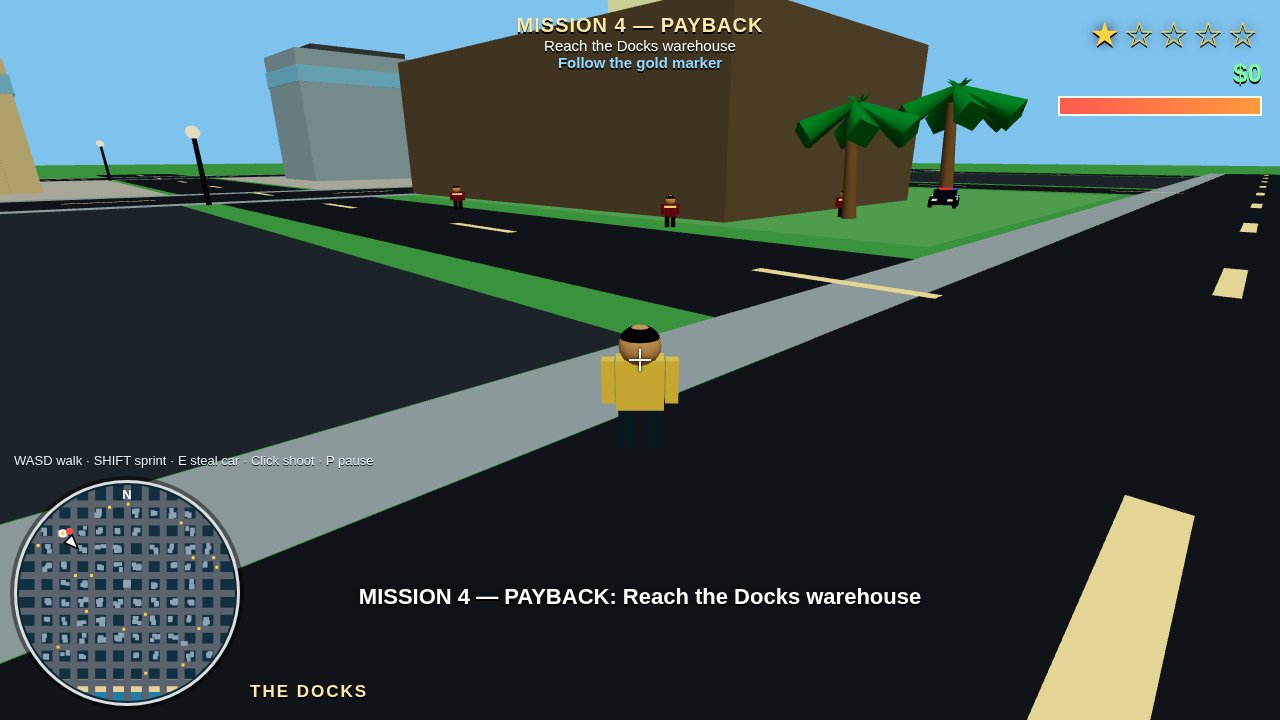 MISSION 4 — PAYBACK
Reach the Docks warehouse
Follow the gold marker
$0
WASD walk · SHIFT sprint · E steal car · Click shoot · P pause
N
MISSION 4 — PAYBACK: Reach the Docks warehouse
THE DOCKS